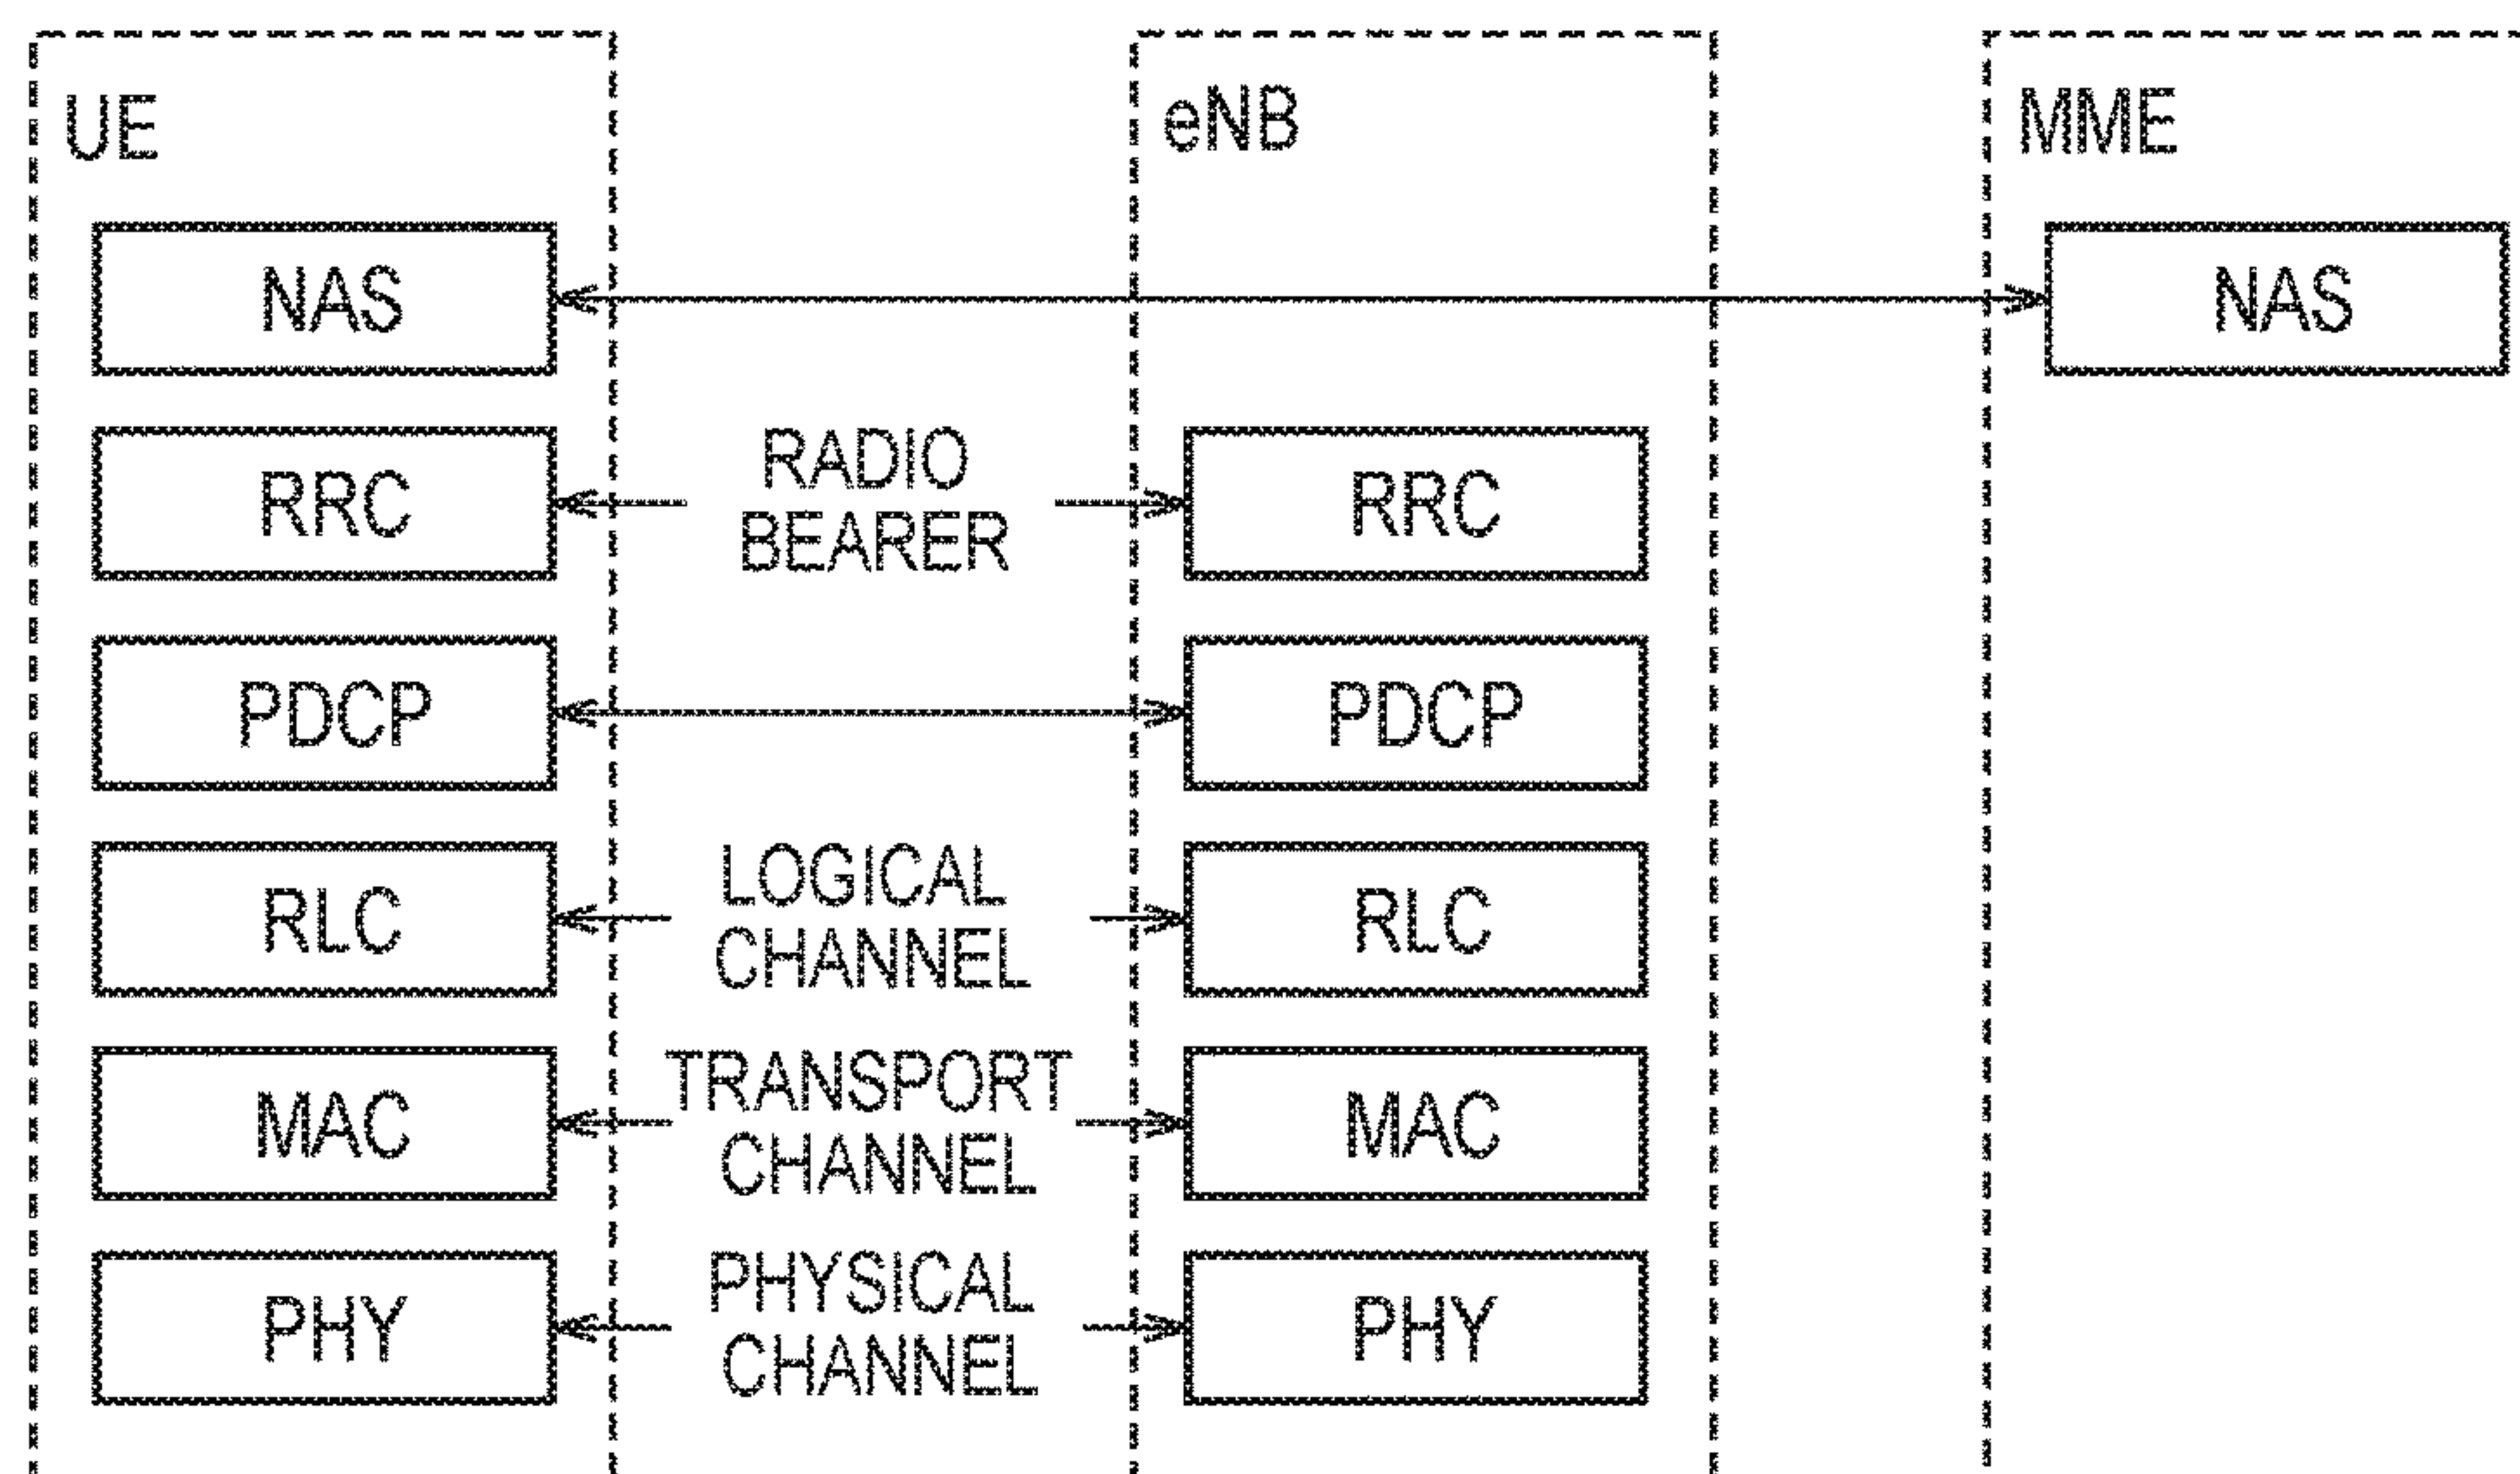 UE
eNB
MME
NAS
NAS
RRC
RADIO
BEARER
RRC
PDCP
PDCP
RLC
LOGICAL
CHANNEL
RLC
MAC
TRANSPORT
CHANNEL
MAC
PHY
PHYSICAL
CHANNEL
PHY